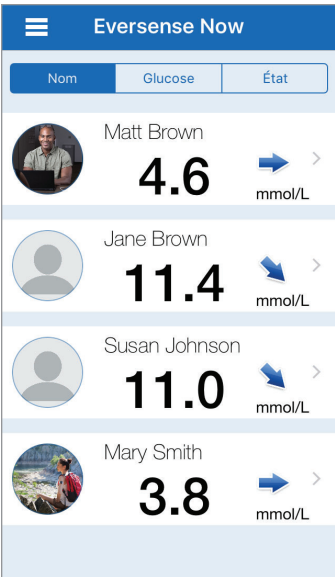 Eversense Now
Nom Glucose État
Matt Brown
4.6
mmol/L
Jane Brown
11.4
mmol/L
Susan Johnson
11.0
mmol/L
Mary Smith
3.8
mmol/L